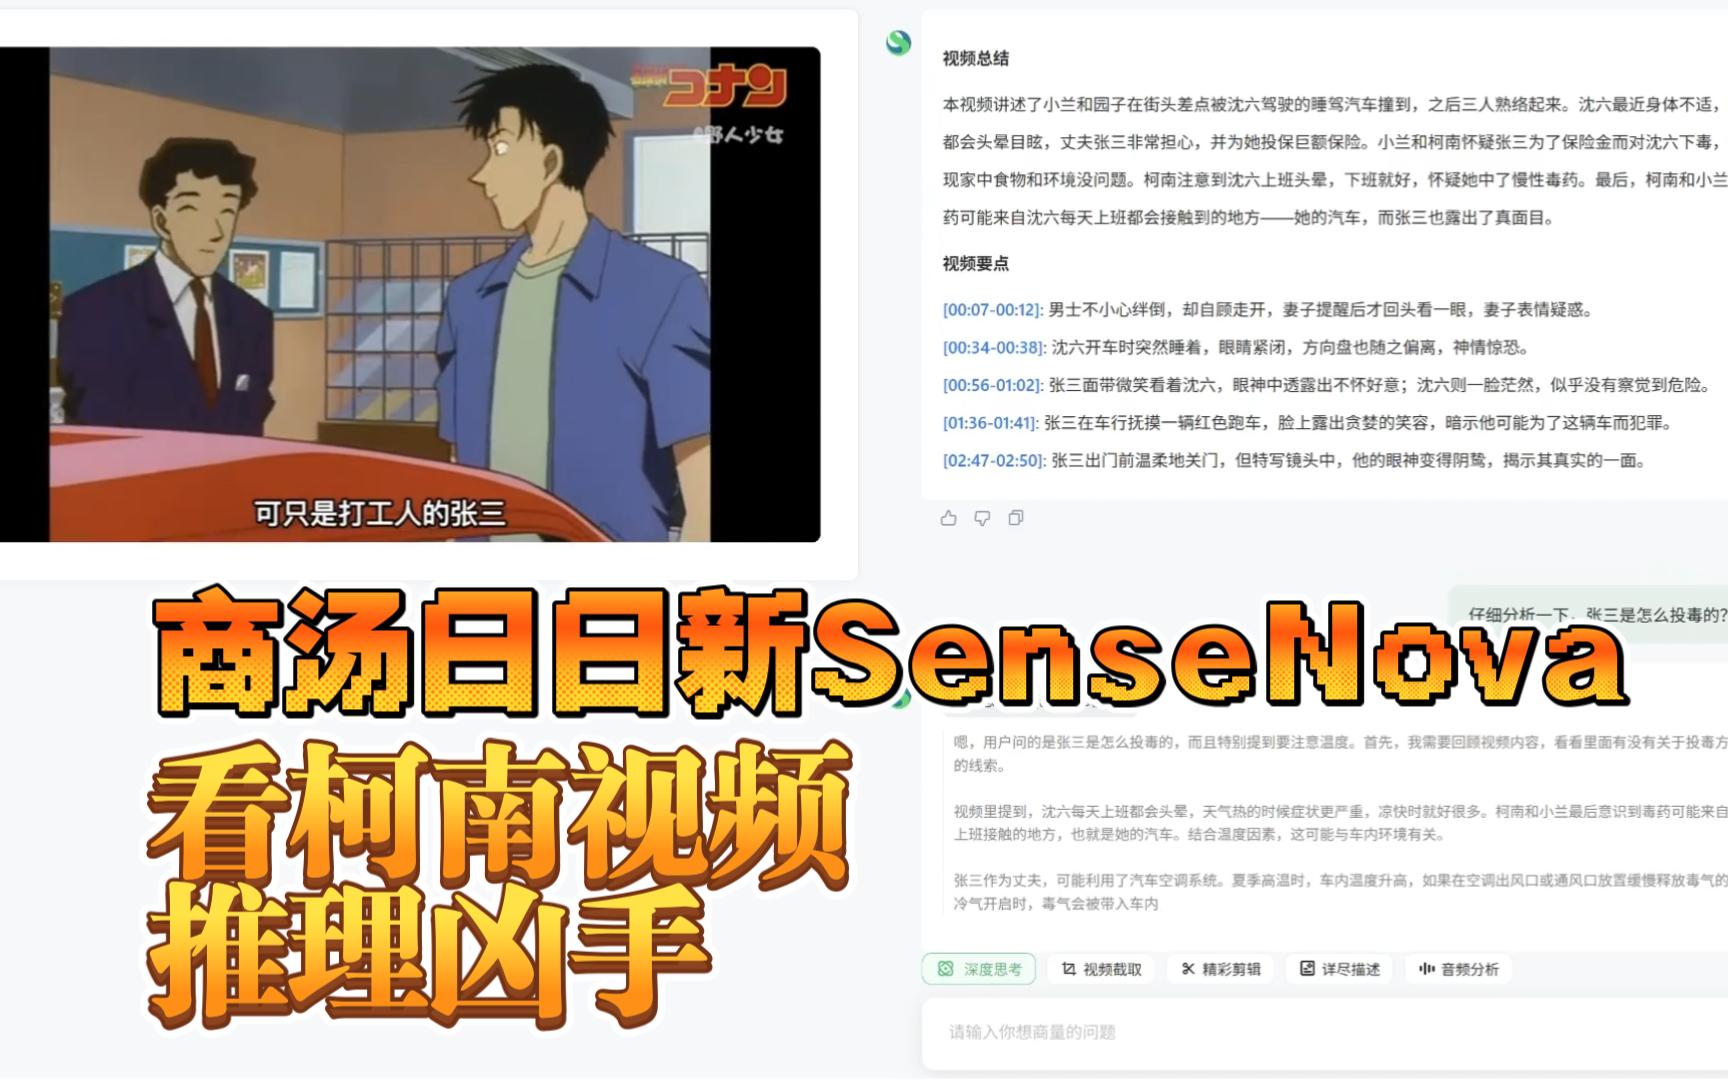 コナン
野人少女
可只是打工人的张三
视频总结
本视频讲述了小兰和园子在街头差点被沈六驾驶的睡驾汽车撞到，之后三人熟络起来。沈六最近身体不适，
都会头晕目眩，丈夫张三非常担心，并为她投保巨额保险。小兰和柯南怀疑张三为了保险金而对沈六下毒，
现家中食物和环境没问题。柯南注意到沈六上班头晕，下班就好，怀疑她中了慢性毒药。最后，柯南和小兰
药可能来自沈六每天上班都会接触到的地方——她的汽车，而张三也露出了真面目。
视频要点
[00:07-00:12]: 男士不小心绊倒，却自顾走开，妻子提醒后才回头看一眼，妻子表情疑惑。
[00:34-00:38]: 沈六开车时突然睡着，眼睛紧闭，方向盘也随之偏离，神情惊恐。
[00:56-01:02]: 张三面带微笑看着沈六，眼神中透露出不怀好意；沈六则一脸茫然，似乎没有察觉到危险。
[01:36-01:41]: 张三在车行抚摸一辆红色跑车，脸上露出贪婪的笑容，暗示他可能为了这辆车而犯罪。
[02:47-02:50]: 张三出门前温柔地关门，但特写镜头中，他的眼神变得阴鸷，揭示其真实的一面。
仔细分析一下，张三是怎么投毒的？
商汤日日新SenseNova
看柯南视频
推理凶手
嗯，用户问的是张三是怎么投毒的，而且特别提到要注意温度。首先，我需要回顾视频内容，看看里面有没有关于投毒方
的线索。
视频里提到，沈六每天上班都会头晕，天气热的时候症状更严重，凉快时就好很多。柯南和小兰最后意识到毒药可能来自
上班接触的地方，也就是她的汽车。结合温度因素，这可能与车内环境有关。
张三作为丈夫，可能利用了汽车空调系统。夏季高温时，车内温度升高，如果在空调出风口或通风口放置缓慢释放毒气的
冷气开启时，毒气会被带入车内
深度思考
视频截取
精彩剪辑
详尽描述
音频分析
请输入你想商量的问题